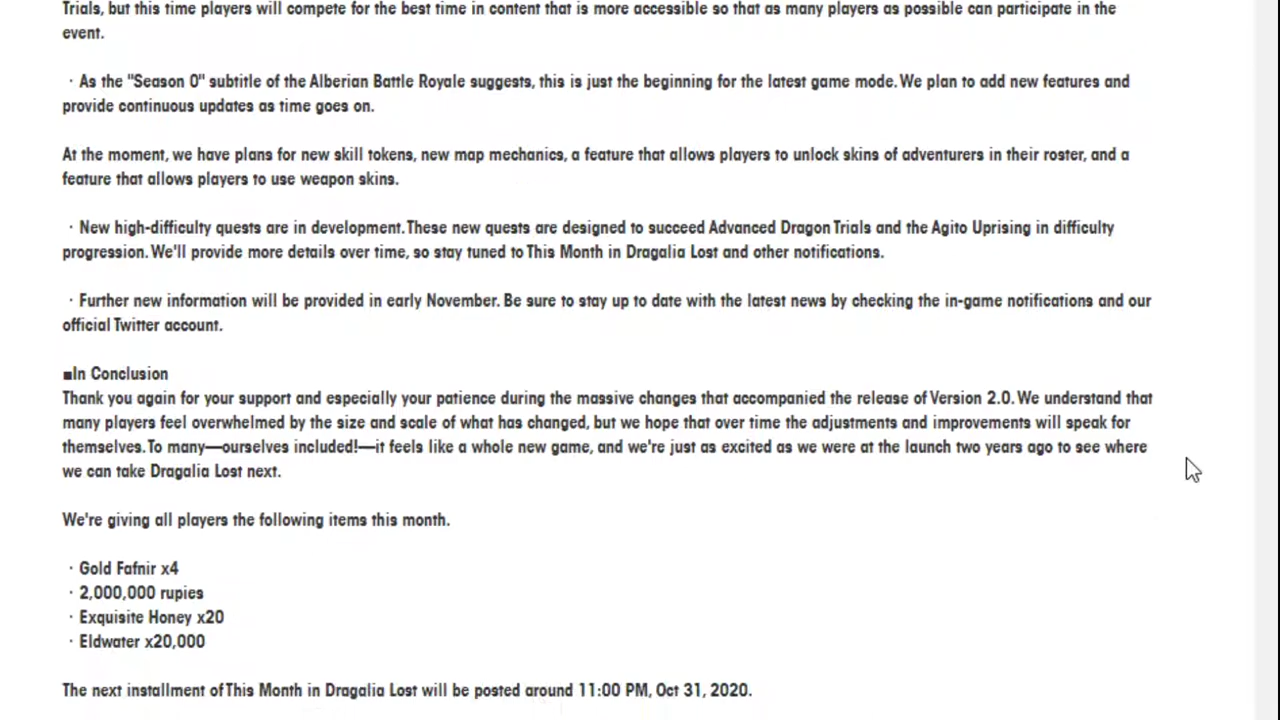 Trials, but this time players will compete for the best time in content that is more accessible so that as many players as possible can participate in the
event.
· As the "Season 0" subtitle of the Alberian Battle Royale suggests, this is just the beginning for the latest game mode. We plan to add new features and
provide continuous updates as time goes on.
At the moment, we have plans for new skill tokens, new map mechanics, a feature that allows players to unlock skins of adventurers in their roster, and a
feature that allows players to use weapon skins.
· New high-difficulty quests are in development. These new quests are designed to succeed Advanced Dragon Trials and the Agito Uprising in difficulty
progression. We'll provide more details over time, so stay tuned to This Month in Dragalia Lost and other notifications.
· Further new information will be provided in early November. Be sure to stay up to date with the latest news by checking the in-game notifications and our
official Twitter account.
■In Conclusion
Thank you again for your support and especially your patience during the massive changes that accompanied the release of Version 2.0. We understand that
many players feel overwhelmed by the size and scale of what has changed, but we hope that over time the adjustments and improvements will speak for
themselves. To many—ourselves included!—it feels like a whole new game, and we're just as excited as we were at the launch two years ago to see where
we can take Dragalia Lost next.
We're giving all players the following items this month.
· Gold Fafnir x4
· 2,000,000 rupies
· Exquisite Honey x20
· Eldwater x20,000
The next installment of This Month in Dragalia Lost will be posted around 11:00 PM, Oct 31, 2020.